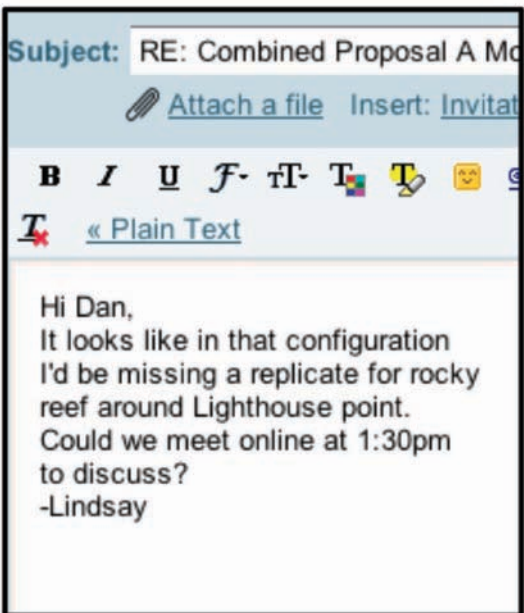 Subject: RE: Combined Proposal A Mo
Attach a file Insert: Invitat
B I U F T T T T
« Plain Text
Hi Dan,
It looks like in that configuration
I'd be missing a replicate for rocky
reef around Lighthouse point.
Could we meet online at 1:30pm
to discuss?
-Lindsay